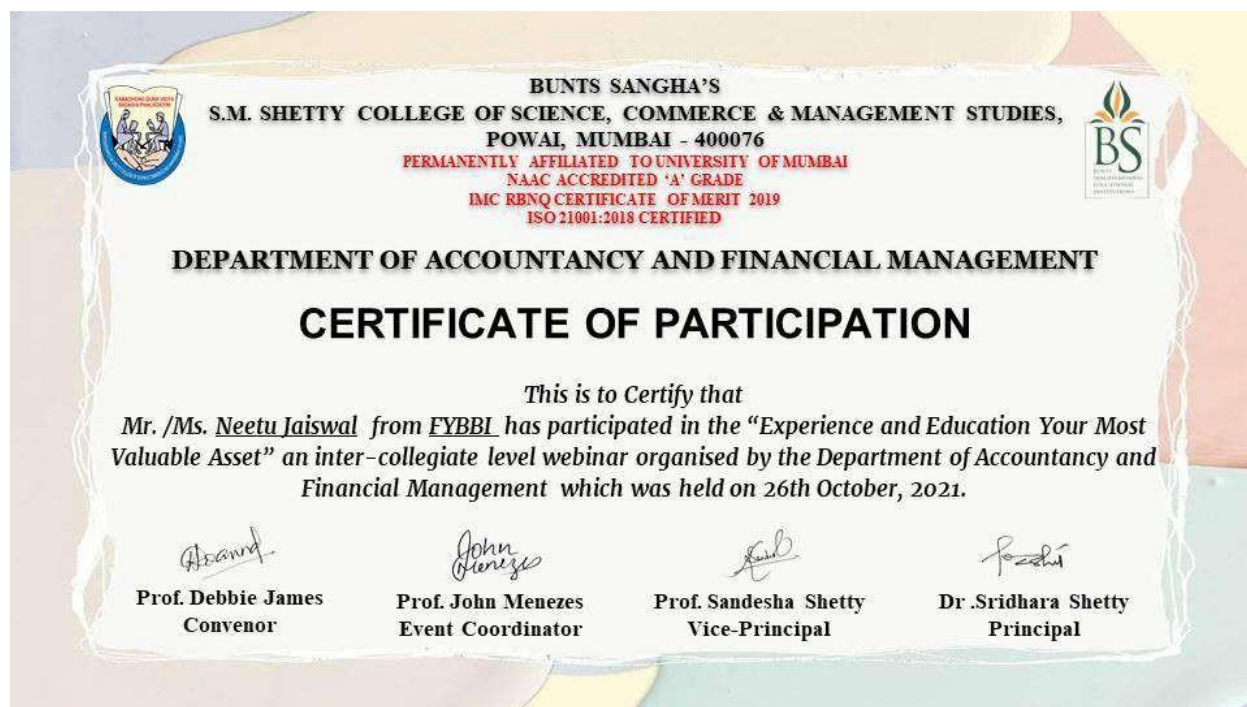 BUNTS SANGHA'S
S.M. SHETTY COLLEGE OF SCIENCE, COMMERCE & MANAGEMENT STUDIES,
POWAI, MUMBAI - 400076
PERMANENTLY AFFILIATED TO UNIVERSITY OF MUMBAI
NAAC ACCREDITED 'A' GRADE
IMC RBNQ CERTIFICATE OF MERIT 2019
ISO 21001:2018 CERTIFIED
BS
DEPARTMENT OF ACCOUNTANCY AND FINANCIAL MANAGEMENT
CERTIFICATE OF PARTICIPATION
This is to Certify that
Mr. /Ms. Neetu Jaiswal from FYBBI has participated in the “Experience and Education Your Most
Valuable Asset” an inter-collegiate level webinar organised by the Department of Accountancy and
Financial Management which was held on 26th October, 2021.
John
Menezes
Prof. Debbie James
Convenor
Prof. John Menezes
Event Coordinator
Prof. Sandesha Shetty
Vice-Principal
Dr .Sridhara Shetty
Principal